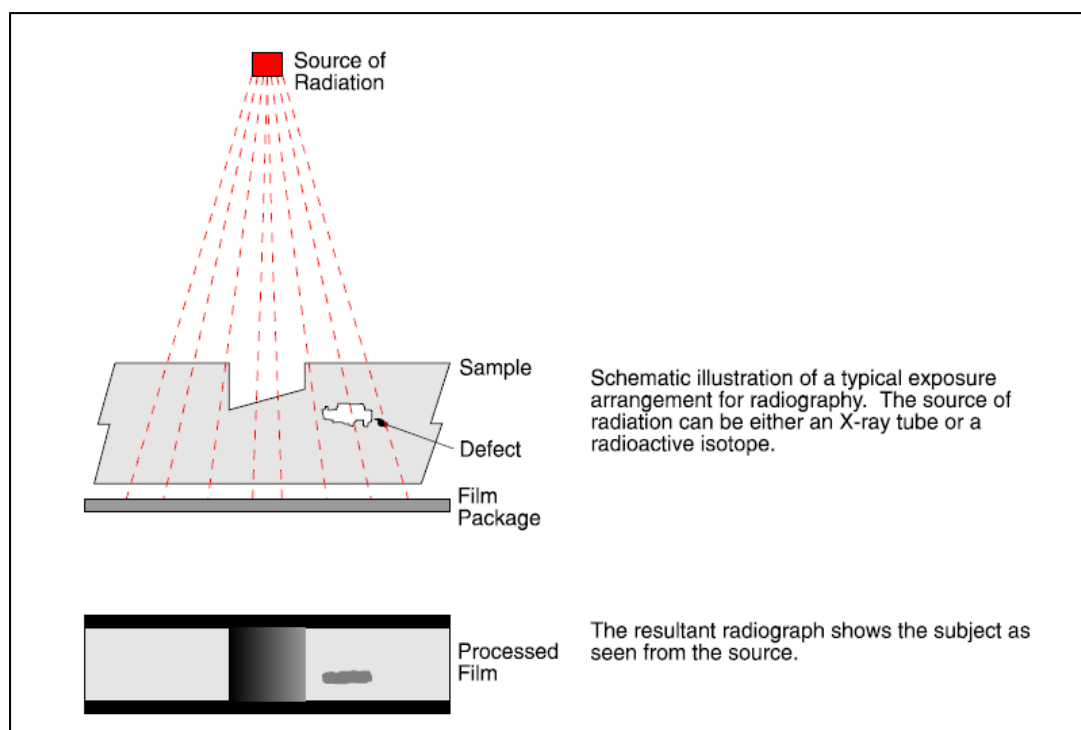 Source of
Radiation
Sample
Schematic illustration of a typical exposure
arrangement for radiography.  The source of
radiation can be either an X-ray tube or a
radioactive isotope.
Defect
Film
Package
Processed
Film
The resultant radiograph shows the subject as
seen from the source.